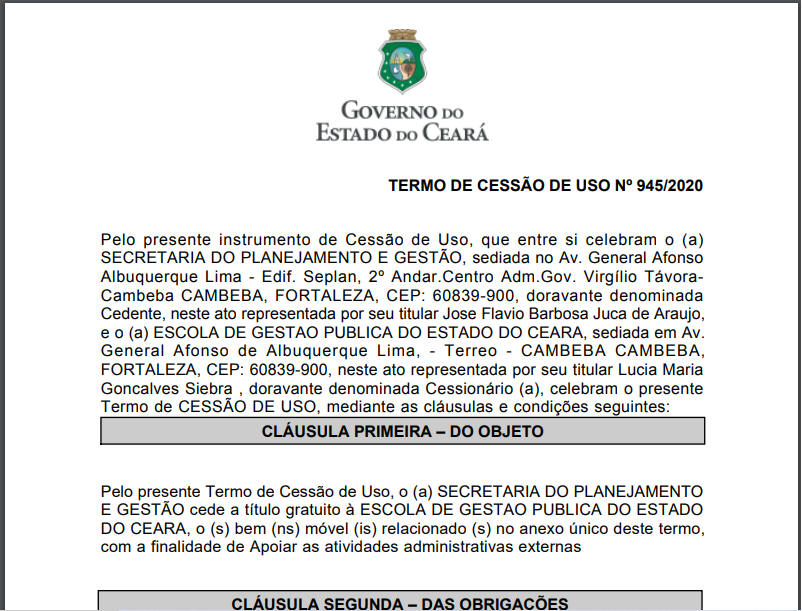 GOVERNO DO
ESTADO DO CEARÁ
TERMO DE CESSÃO DE USO Nº 945/2020
Pelo presente instrumento de Cessão de Uso, que entre si celebram o (a)
SECRETARIA DO PLANEJAMENTO E GESTÃO, sediada no Av. General Afonso
Albuquerque Lima - Edif. Seplan, 2º Andar.Centro Adm.Gov. Virgílio Távora-
Cambeba CAMBEBA, FORTALEZA, CEP: 60839-900, doravante denominada
Cedente, neste ato representada por seu titular Jose Flavio Barbosa Juca de Araujo,
e o (a) ESCOLA DE GESTAO PUBLICA DO ESTADO DO CEARA, sediada em Av.
General Afonso de Albuquerque Lima, - Terreo - CAMBEBA CAMBEBA,
FORTALEZA, CEP: 60839-900, neste ato representada por seu titular Lucia Maria
Goncalves Siebra , doravante denominada Cessionário (a), celebram o presente
Termo de CESSÃO DE USO, mediante as cláusulas e condições seguintes:
CLÁUSULA PRIMEIRA – DO OBJETO
Pelo presente Termo de Cessão de Uso, o (a) SECRETARIA DO PLANEJAMENTO
E GESTÃO cede a título gratuito à ESCOLA DE GESTAO PUBLICA DO ESTADO
DO CEARA, o (s) bem (ns) móvel (is) relacionado (s) no anexo único deste termo,
com a finalidade de Apoiar as atividades administrativas externas
CLÁUSULA SEGUNDA – DAS OBRIGAÇÕES